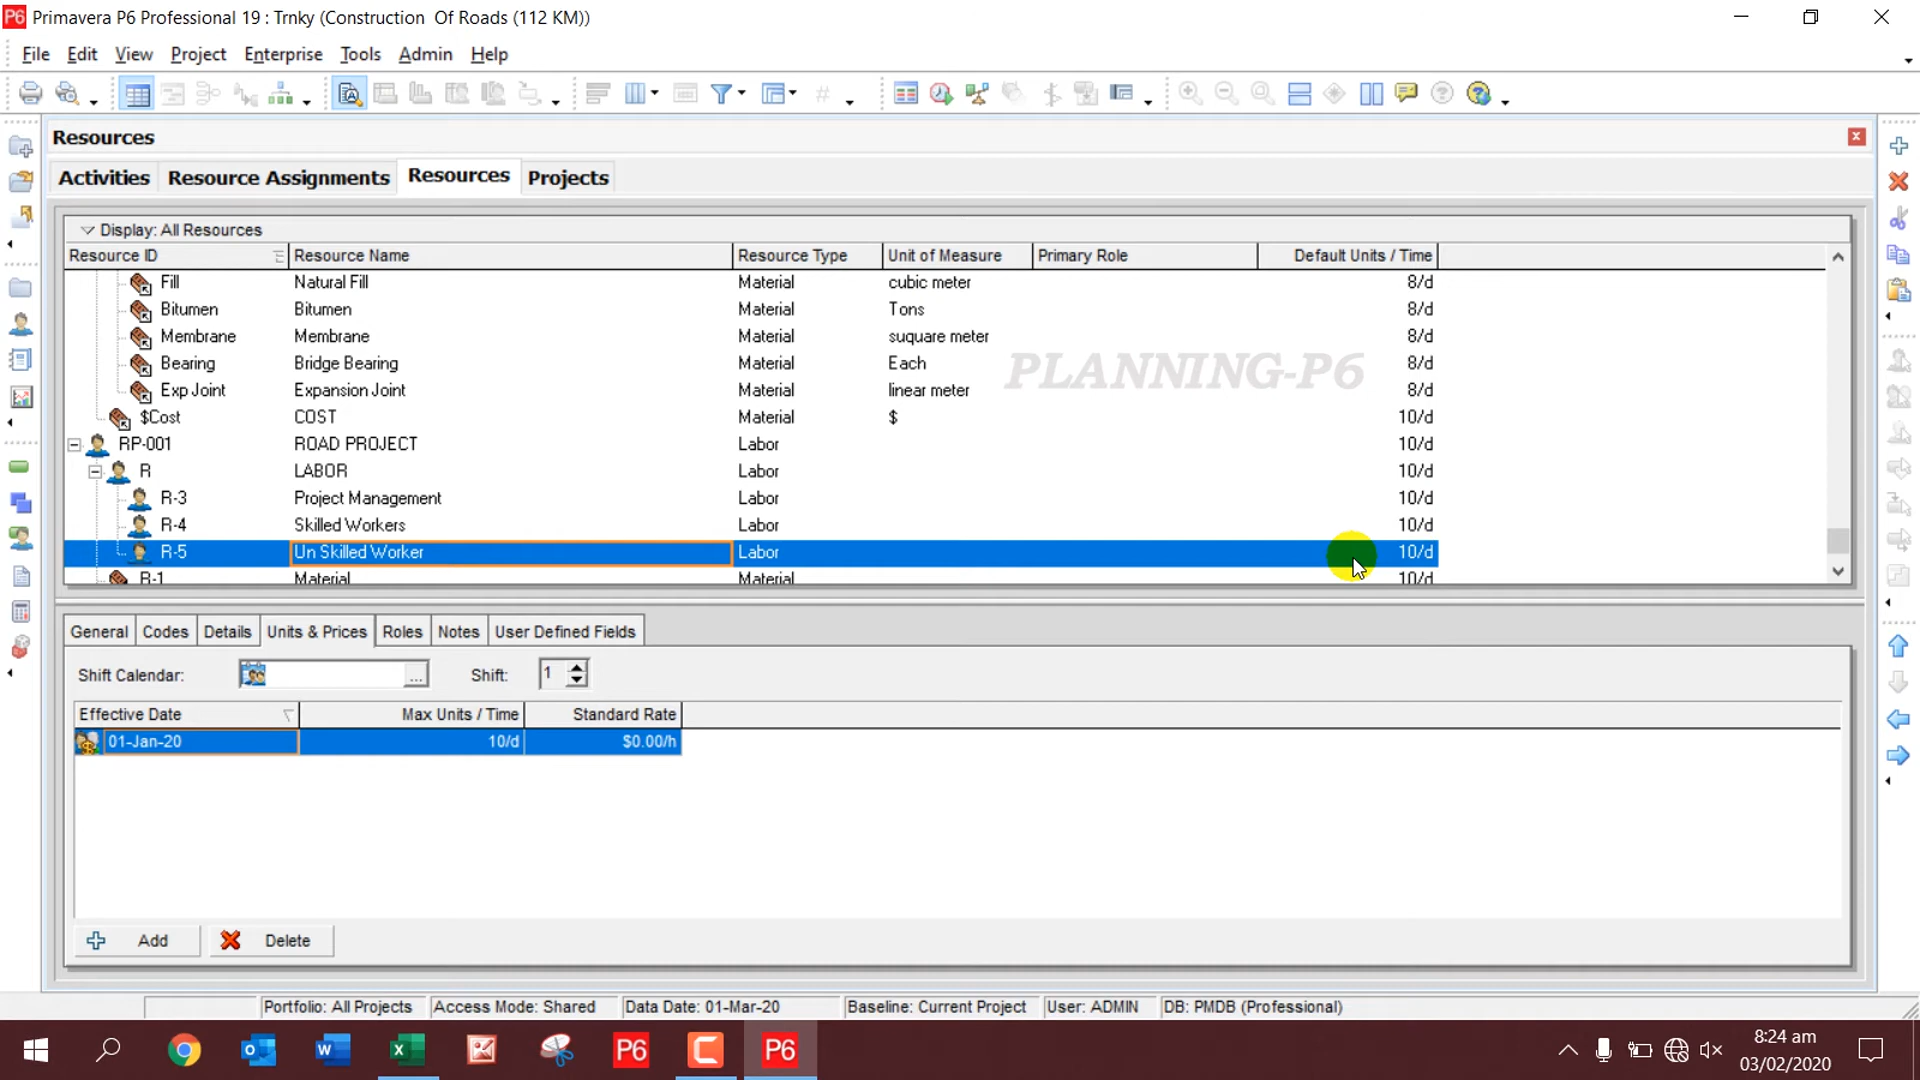 P6 Primavera P6 Professional 19 : Trnky (Construction Of Roads (112 KM))
File Edit View Project Enterprise Tools Admin Help
Resources
Activities Resource Assignments Resources Projects
Display: All Resources
Resource ID Resource Name Resource Type Unit of Measure Primary Role Default Units / Time
Fill Natural Fill Material cubic meter 8/d
Bitumen Bitumen Material Tons 8/d
Membrane Membrane Material suquare meter 8/d
Bearing Bridge Bearing Material Each 8/d
PLANNING-P6
Exp Joint Expansion Joint Material linear meter 8/d
$Cost COST Material $ 10/d
RP-001 ROAD PROJECT Labor 10/d
R LABOR Labor 10/d
R-3 Project Management Labor 10/d
R-4 Skilled Workers Labor 10/d
R-5 Un Skilled Worker Labor 10/d
R-1 Material Material 10/d
General Codes Details Units & Prices Roles Notes User Defined Fields
Shift Calendar: ... Shift: 1
Effective Date Max Units / Time Standard Rate
01-Jan-20 10/d $0.00/h
Add Delete
Portfolio: All Projects Access Mode: Shared Data Date: 01-Mar-20 Baseline: Current Project User: ADMIN DB: PMDB (Professional)
P6 P6
8:24 am
03/02/2020